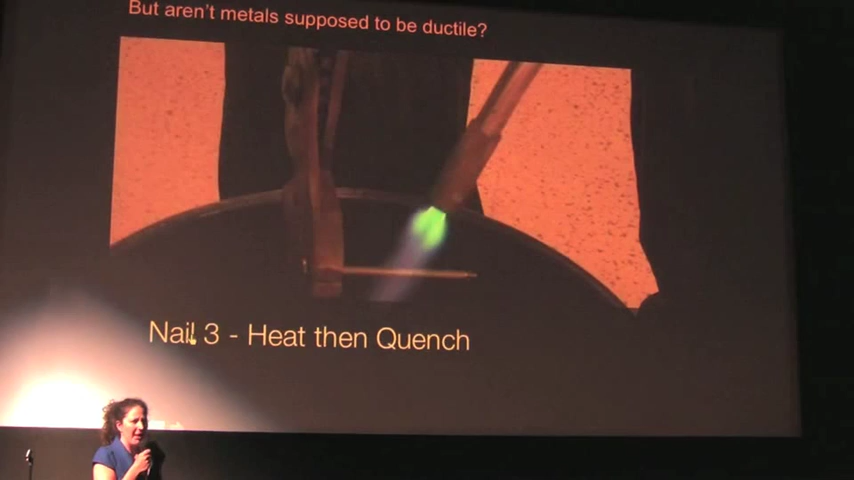 But aren't metals supposed to be ductile?
Nail 3 - Heat then Quench